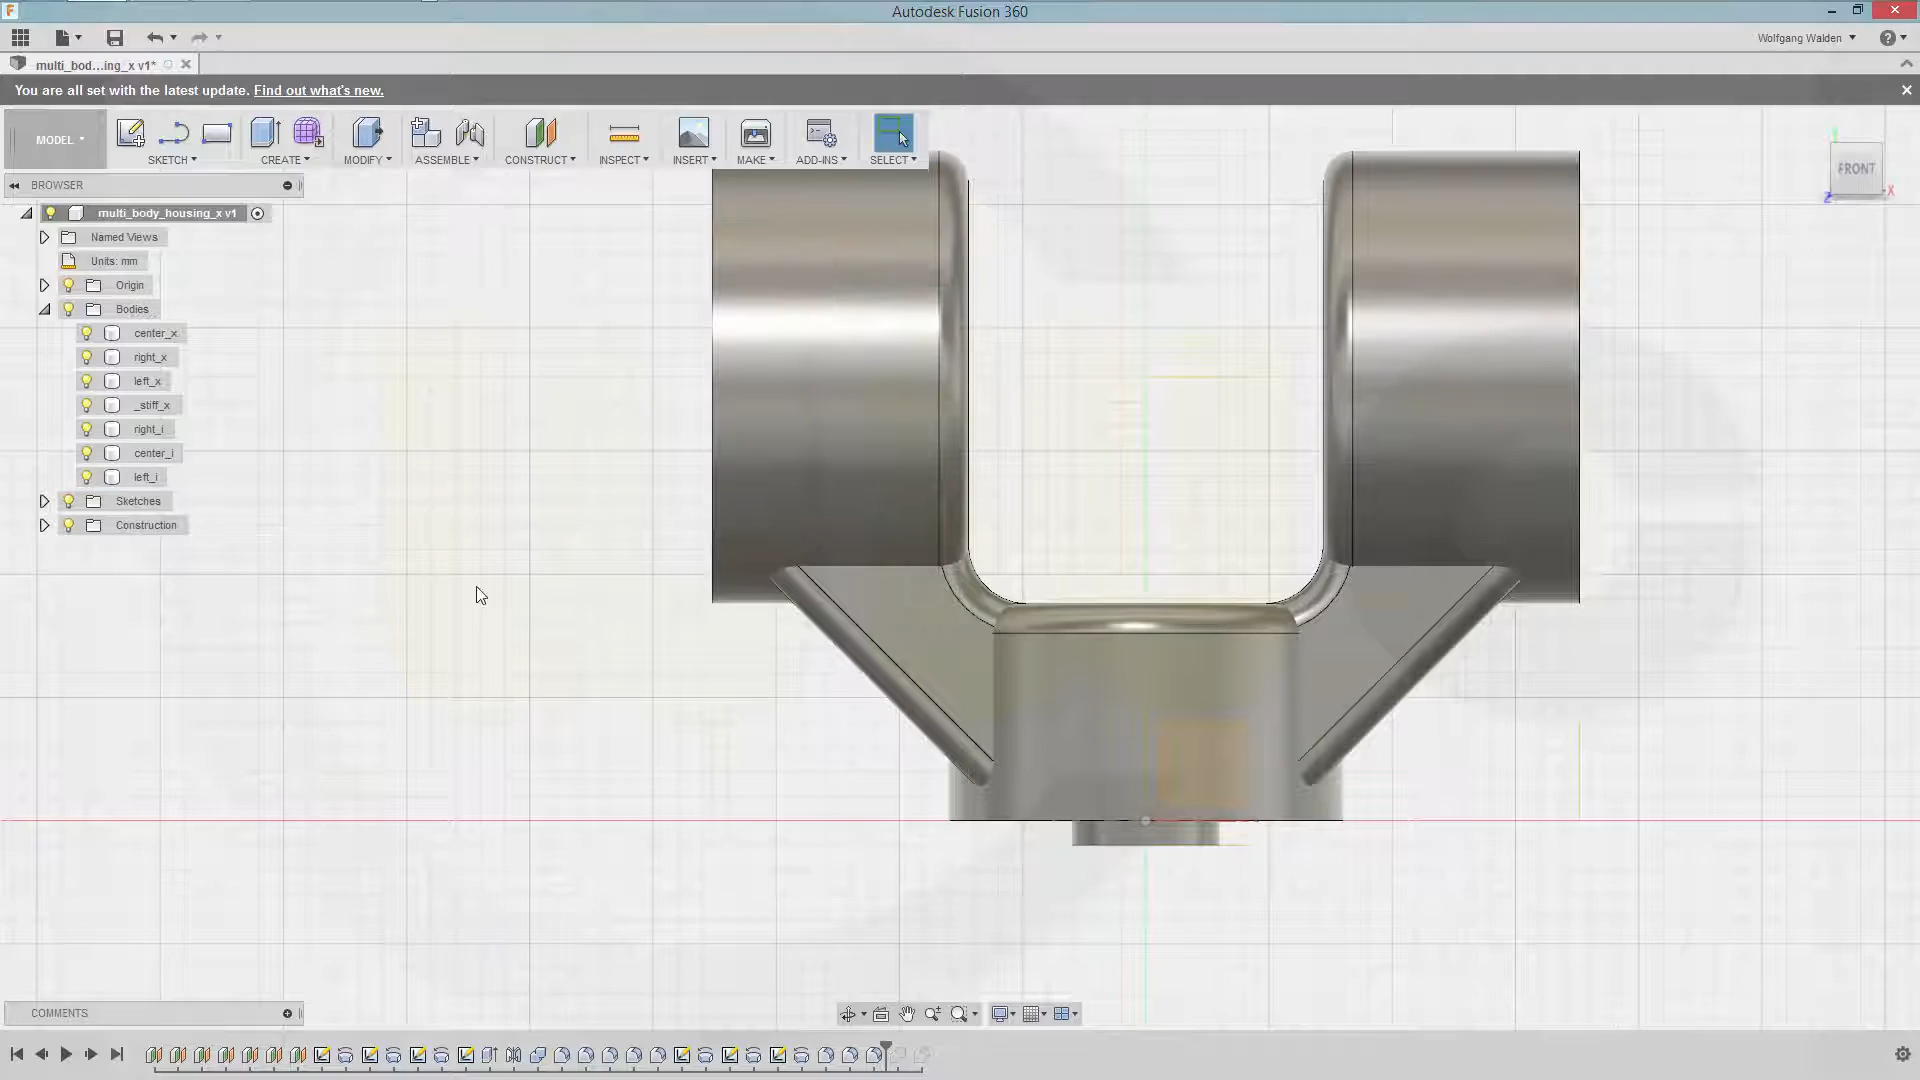 Autodesk Fusion 360
Wolfgang Walden
multi_bod...ing_x v1*
You are all set with the latest update. Find out what's new.
MODEL
SKETCH
CREATE
MODIFY
ASSEMBLE
CONSTRUCT
INSPECT
INSERT
MAKE
ADD-INS
SELECT
FRONT
X
Z
BROWSER
multi_body_housing_x v1
Named Views
Units: mm
Origin
Bodies
center_x
right_x
left_x
_stiff_x
right_i
center_i
left_i
Sketches
Construction
COMMENTS